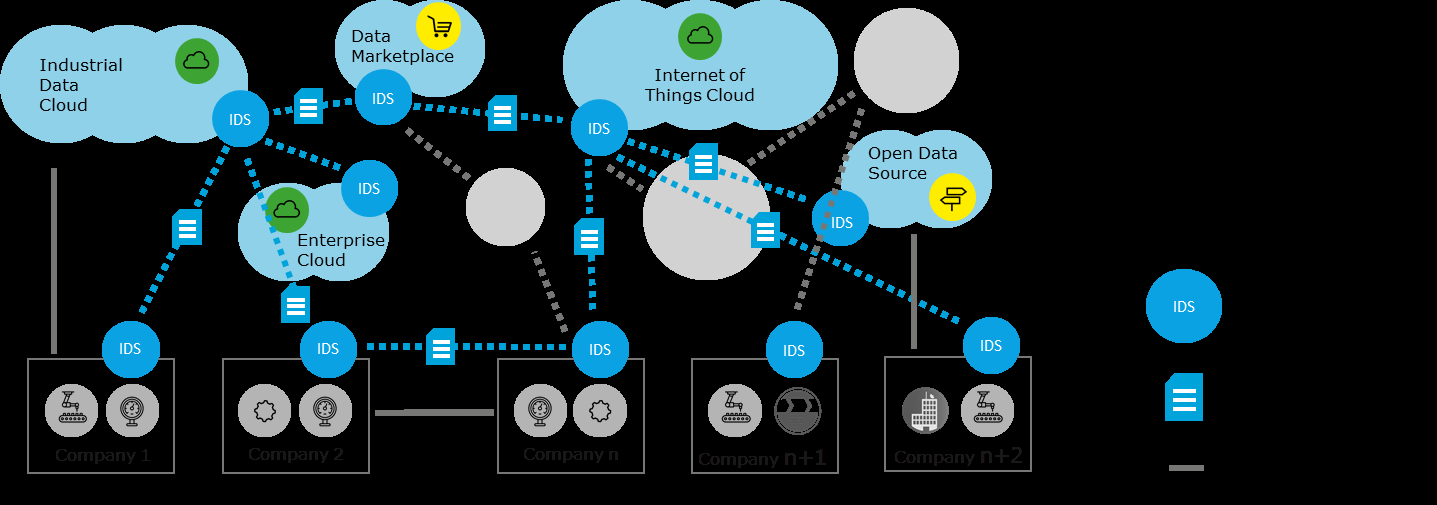 Data
Marketplace
Industrial
Data
Cloud
Internet of
Things Cloud
IDS
IDS
IDS
Open Data
Source
IDS
IDS
Enterprise
Cloud
IDS
IDS
IDS
IDS
IDS
IDS
Company 1
Company 2
Company n
Company n+1
Company n+2